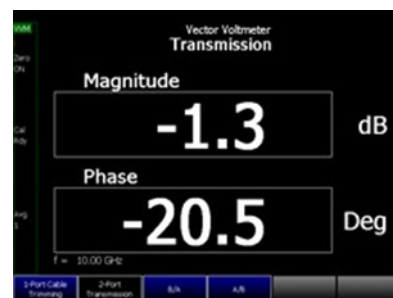 VVM
Vector Voltmeter
Transmission
Zero
ON
Magnitude
-1.3
dB
Cal
Rdy
Phase
-20.5
Deg
Avg
1
f = 10.00 GHz
1-Port Cable
Trimming
2-Port
Transmission
B/A
A/B